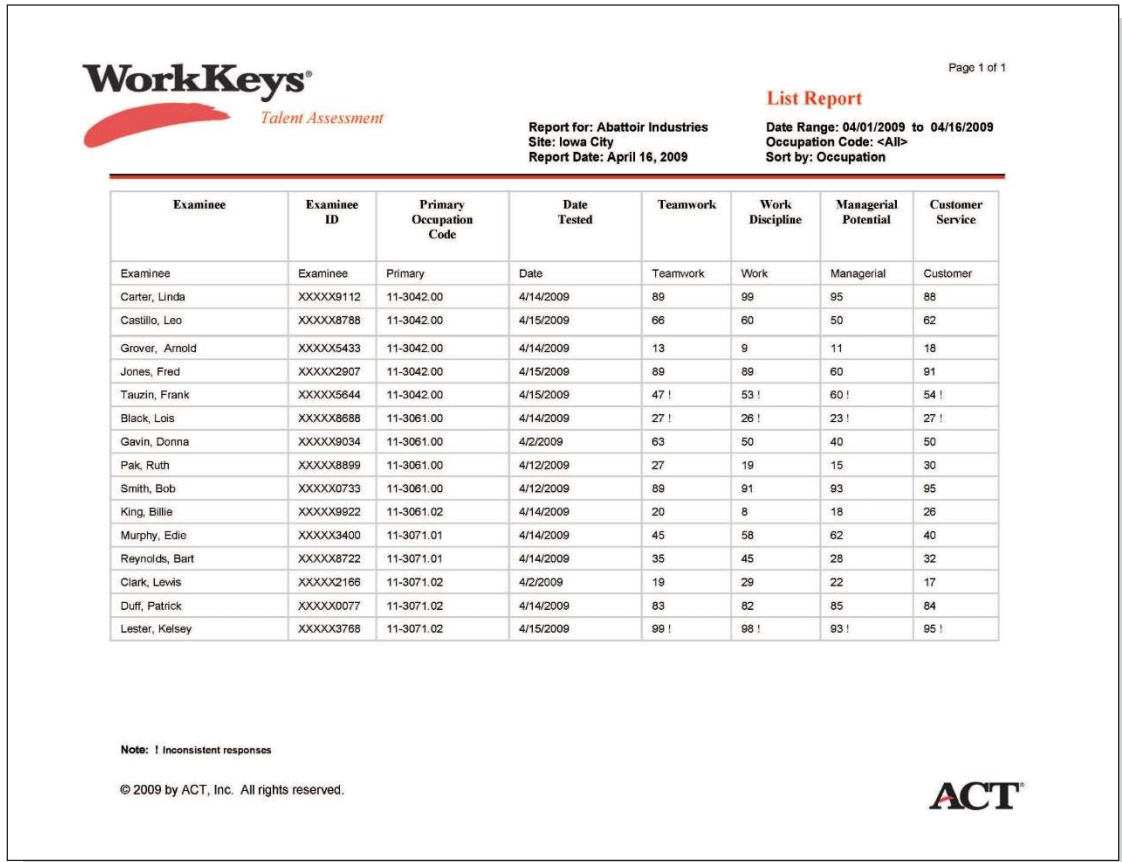 Page 1 of 1
WorkKeys®
Talent Assessment
List Report
Report for: Abattoir Industries
Site: Iowa City
Report Date: April 16, 2009
Date Range: 04/01/2009 to 04/16/2009
Occupation Code: <All>
Sort by: Occupation
Examinee Examinee ID Primary Occupation Code Date Tested Teamwork Work Discipline Managerial Potential Customer Service
Examinee Examinee Primary Date Teamwork Work Managerial Customer
Carter, Linda XXXXX9112 11-3042.00 4/14/2009 89 99 95 88
Castillo, Leo XXXXX8788 11-3042.00 4/15/2009 66 60 50 62
Grover, Arnold XXXXX5433 11-3042.00 4/14/2009 13 9 11 18
Jones, Fred XXXXX2907 11-3042.00 4/15/2009 89 89 60 91
Tauzin, Frank XXXXX5644 11-3042.00 4/15/2009 47 ! 53 ! 60 ! 54 !
Black, Lois XXXXX8688 11-3061.00 4/14/2009 27 ! 26 ! 23 ! 27 !
Gavin, Donna XXXXX9034 11-3061.00 4/2/2009 63 50 40 50
Pak, Ruth XXXXX8899 11-3061.00 4/12/2009 27 19 15 30
Smith, Bob XXXXX0733 11-3061.00 4/12/2009 89 91 93 95
King, Billie XXXXX9922 11-3061.02 4/14/2009 20 8 18 26
Murphy, Edie XXXXX3400 11-3071.01 4/14/2009 45 58 62 40
Reynolds, Bart XXXXX8722 11-3071.01 4/14/2009 35 45 28 32
Clark, Lewis XXXXX2166 11-3071.02 4/2/2009 19 29 22 17
Duff, Patrick XXXXX0077 11-3071.02 4/14/2009 83 82 85 84
Lester, Kelsey XXXXX3768 11-3071.02 4/15/2009 99 ! 98 ! 93 ! 95 !
Note: ! Inconsistent responses
© 2009 by ACT, Inc. All rights reserved.
ACT®